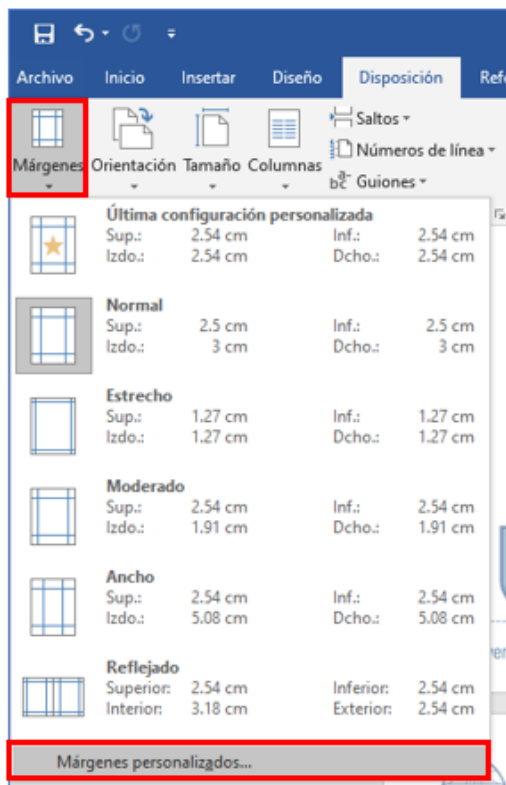 Archivo Inicio Insertar Diseño Disposición Refe
Márgenes Orientación Tamaño Columnas
Saltos
Números de línea
Guiones
Última configuración personalizada
Sup.: 2.54 cm Inf.: 2.54 cm
Izdo.: 2.54 cm Dcho.: 2.54 cm
Normal
Sup.: 2.5 cm Inf.: 2.5 cm
Izdo.: 3 cm Dcho.: 3 cm
Estrecho
Sup.: 1.27 cm Inf.: 1.27 cm
Izdo.: 1.27 cm Dcho.: 1.27 cm
Moderado
Sup.: 2.54 cm Inf.: 2.54 cm
Izdo.: 1.91 cm Dcho.: 1.91 cm
Ancho
Sup.: 2.54 cm Inf.: 2.54 cm
Izdo.: 5.08 cm Dcho.: 5.08 cm
Reflejado
Superior: 2.54 cm Inferior: 2.54 cm
Interior: 3.18 cm Exterior: 2.54 cm
Márgenes personalizados...